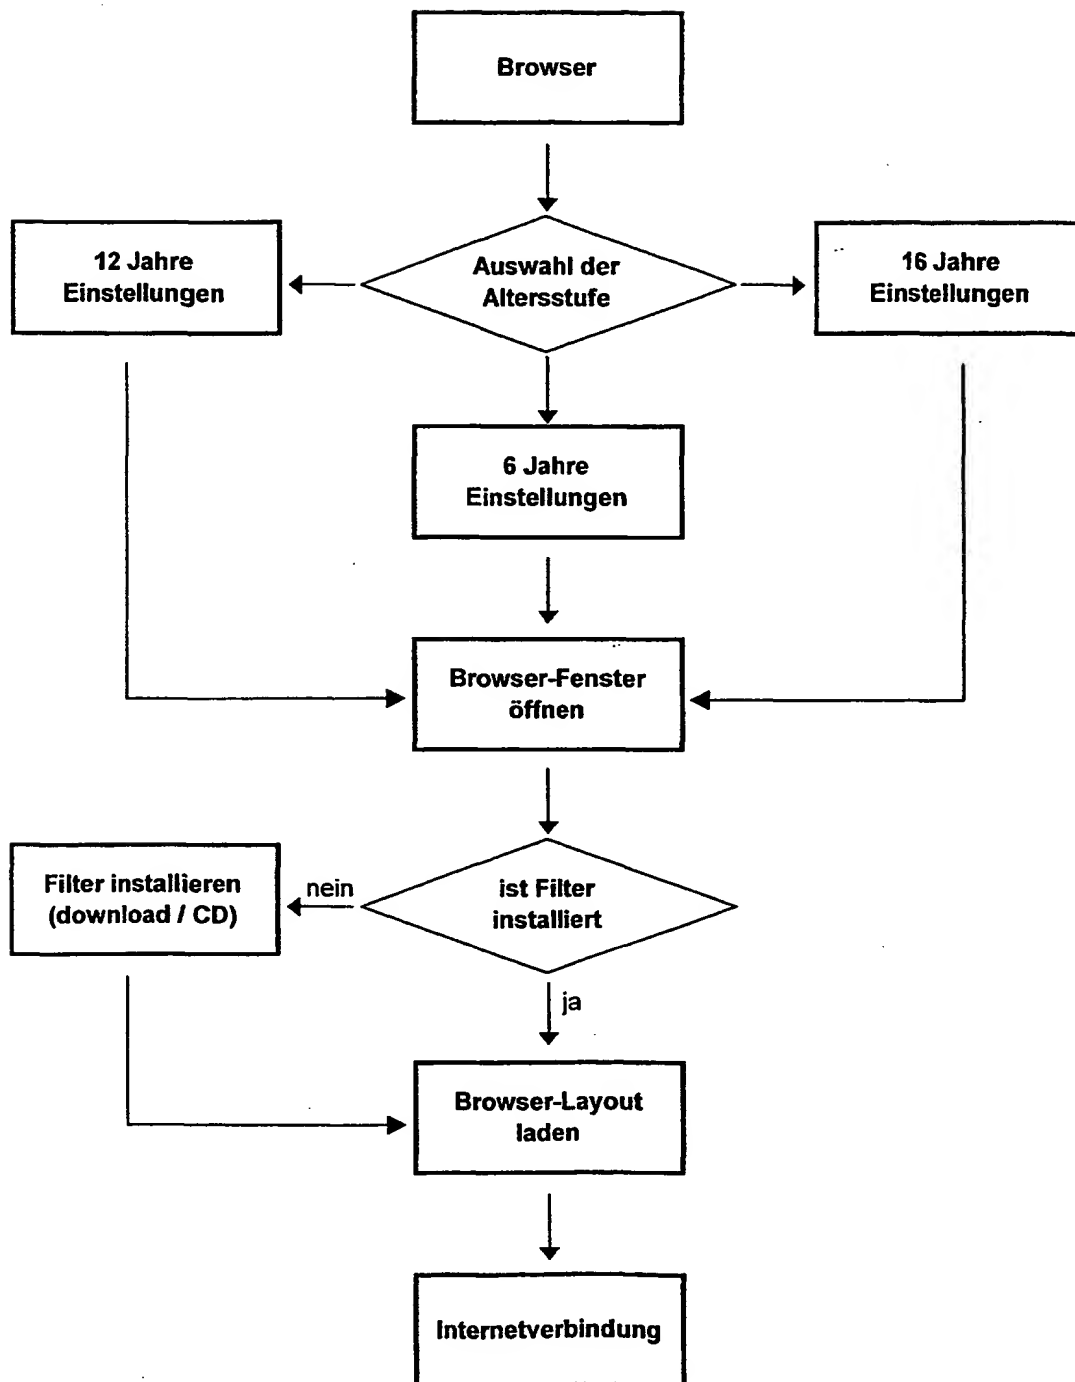 Browser
12 Jahre
Einstellungen
Auswahl der
Altersstufe
16 Jahre
Einstellungen
6 Jahre
Einstellungen
Browser-Fenster
öffnen
Filter installieren
(download / CD)
nein
ist Filter
installiert
ja
Browser-Layout
laden
Internetverbindung